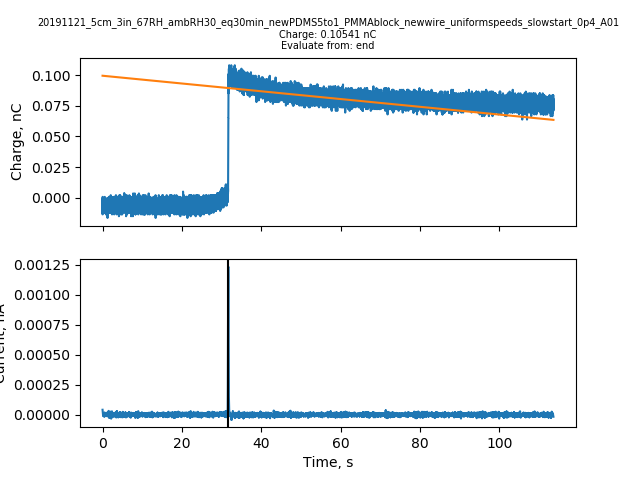 20191121_5cm_3in_67RH_ambRH30_eq30min_newPDMS5to1_PMMAblock_newwire_uniformspeeds_slowstart_0p4_A01
Charge: 0.10541 nC
Evaluate from: end
0.100
0.075
0.050
0.025
0.000
Charge, nC
0.00125
0.00100
0.00075
0.00050
0.00025
0.00000
Current, nA
0
20
40
60
80
100
Time, s